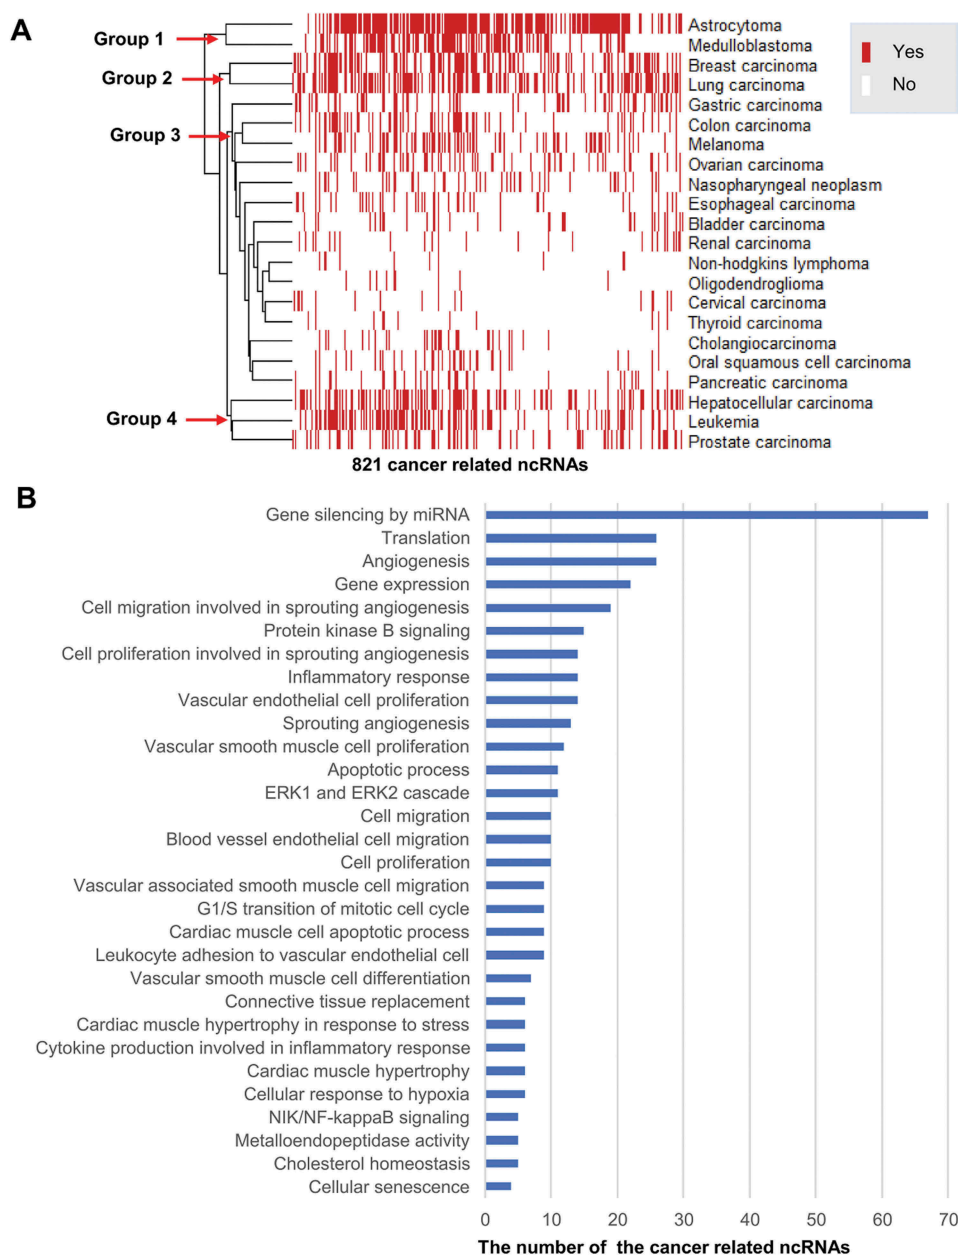 A
Group 1
Group 2
Group 3
Group 4
Astrocytoma
Medulloblastoma
Breast carcinoma
Lung carcinoma
Gastric carcinoma
Colon carcinoma
Melanoma
Ovarian carcinoma
Nasopharyngeal neoplasm
Esophageal carcinoma
Bladder carcinoma
Renal carcinoma
Non-hodgkins lymphoma
Oligodendroglioma
Cervical carcinoma
Thyroid carcinoma
Cholangiocarcinoma
Oral squamous cell carcinoma
Pancreatic carcinoma
Hepatocellular carcinoma
Leukemia
Prostate carcinoma
Yes
No
821 cancer related ncRNAs
B
Gene silencing by miRNA
Translation
Angiogenesis
Gene expression
Cell migration involved in sprouting angiogenesis
Protein kinase B signaling
Cell proliferation involved in sprouting angiogenesis
Inflammatory response
Vascular endothelial cell proliferation
Sprouting angiogenesis
Vascular smooth muscle cell proliferation
Apoptotic process
ERK1 and ERK2 cascade
Cell migration
Blood vessel endothelial cell migration
Cell proliferation
Vascular associated smooth muscle cell migration
G1/S transition of mitotic cell cycle
Cardiac muscle cell apoptotic process
Leukocyte adhesion to vascular endothelial cell
Vascular smooth muscle cell differentiation
Connective tissue replacement
Cardiac muscle hypertrophy in response to stress
Cytokine production involved in inflammatory response
Cardiac muscle hypertrophy
Cellular response to hypoxia
NIK/NF-kappaB signaling
Metalloendopeptidase activity
Cholesterol homeostasis
Cellular senescence
0 10 20 30 40 50 60 70
The number of the cancer related ncRNAs